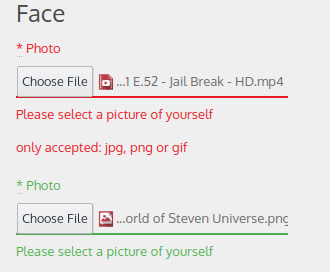 Face
* Photo
Choose File ...1 E.52 - Jail Break - HD.mp4
Please select a picture of yourself
only accepted: jpg, png or gif
* Photo
Choose File ...orld of Steven Universe.png
Please select a picture of yourself